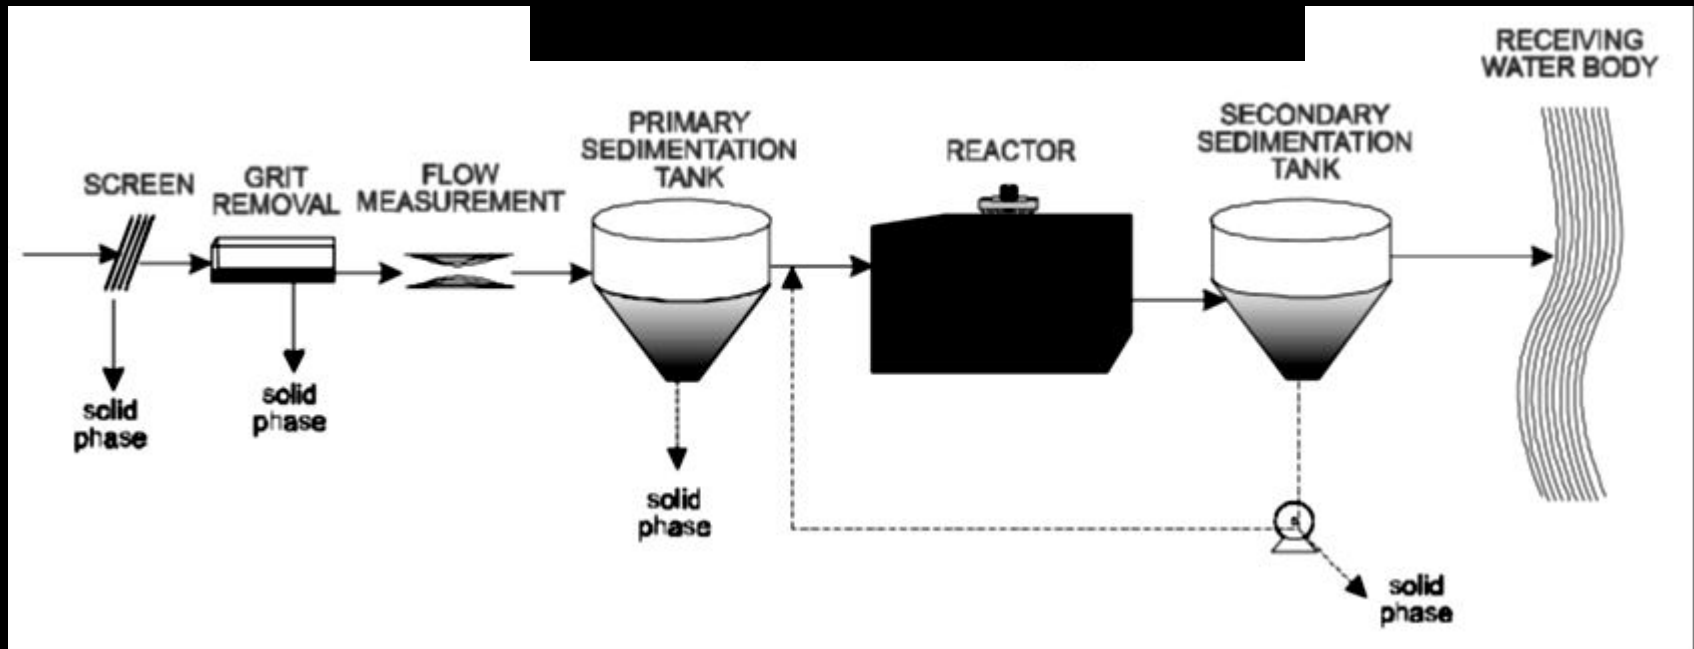 RECEIVING
WATER BODY
SECONDARY
SEDIMENTATION
TANK
PRIMARY
SEDIMENTATION
TANK
REACTOR
FLOW
MEASUREMENT
GRIT
REMOVAL
SCREEN
solid
phase
solid
phase
solid
phase
solid
phase